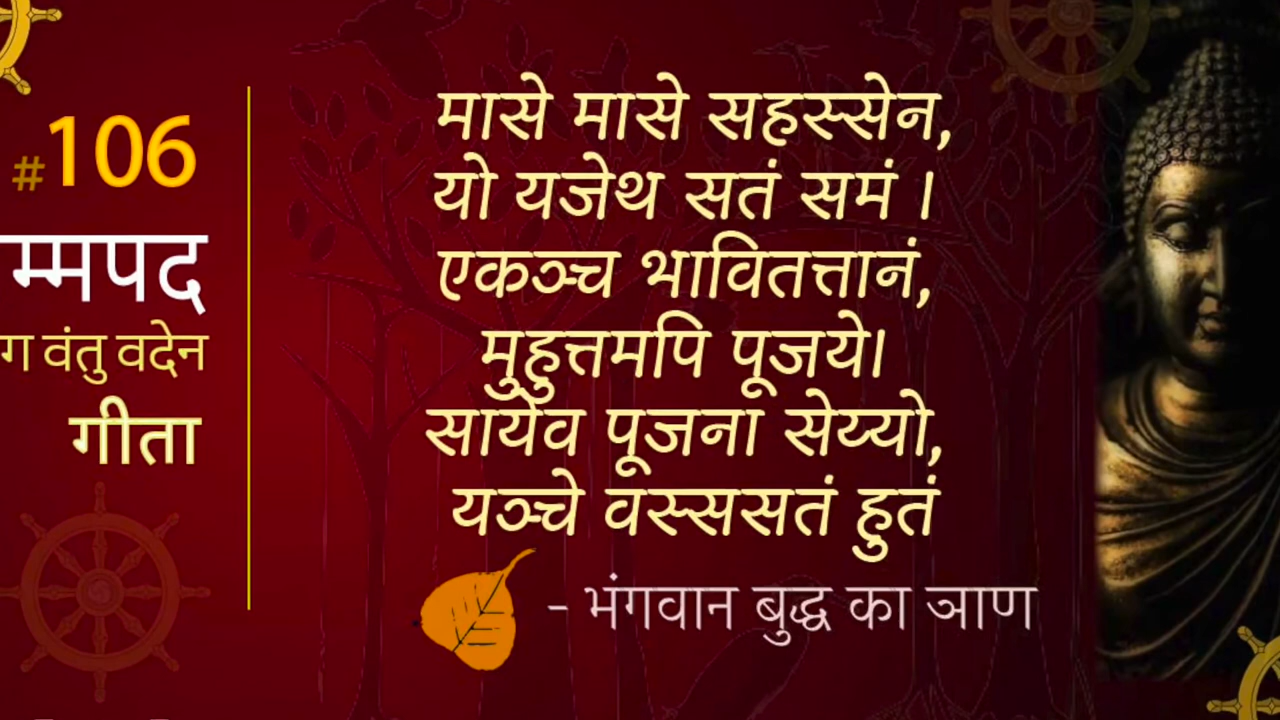 #106
म्मपद
ग वंतु वदेन
गीता
मासे मासे सहस्सेन,
यो यजेथ सतं समं ।
एकञ्च भावितत्तानं,
मुहुत्तमपि पूजये।
सायेव पूजना सेय्यो,
यञ्चे वस्ससतं हुतं
- भंगवान बुद्ध का ञाण